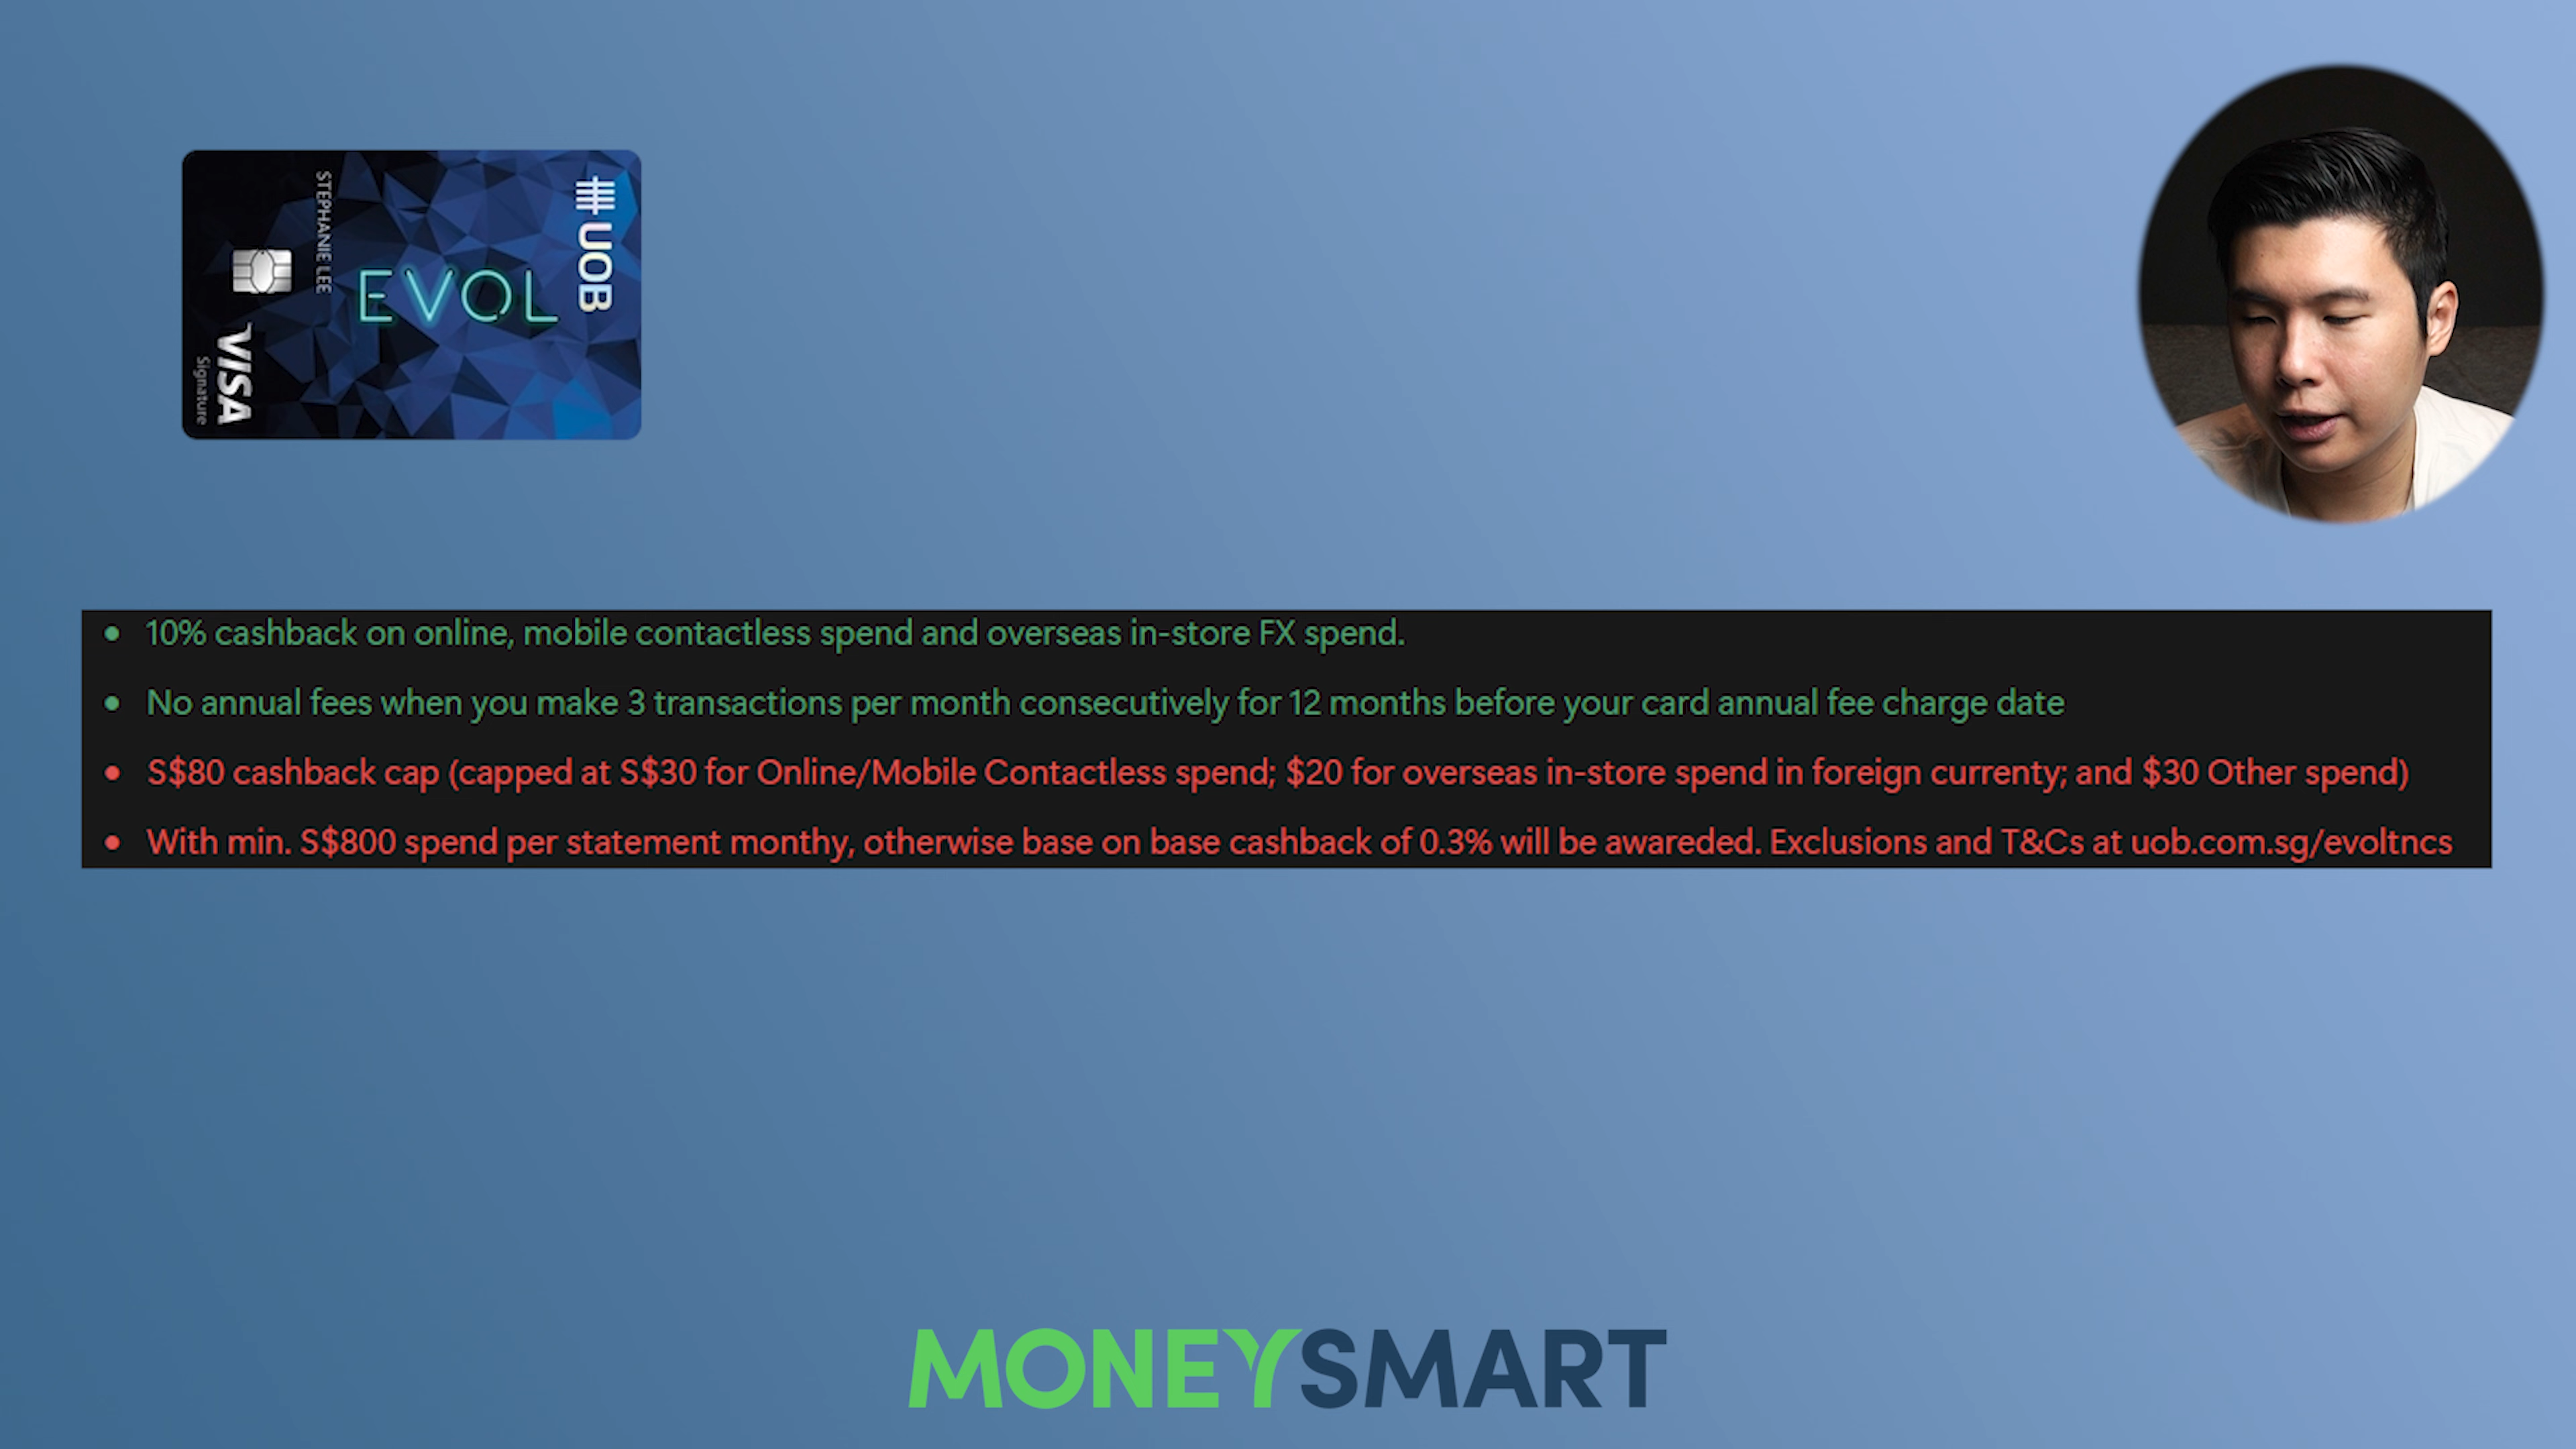 UOB
EVOL
STEPHANIE LEE
VISA
Signature
• 10% cashback on online, mobile contactless spend and overseas in-store FX spend.
• No annual fees when you make 3 transactions per month consecutively for 12 months before your card annual fee charge date
• S$80 cashback cap (capped at S$30 for Online/Mobile Contactless spend; $20 for overseas in-store spend in foreign currenty; and $30 Other spend)
• With min. S$800 spend per statement monthy, otherwise base on base cashback of 0.3% will be awareded. Exclusions and T&Cs at uob.com.sg/evoltncs
MONEYSMART